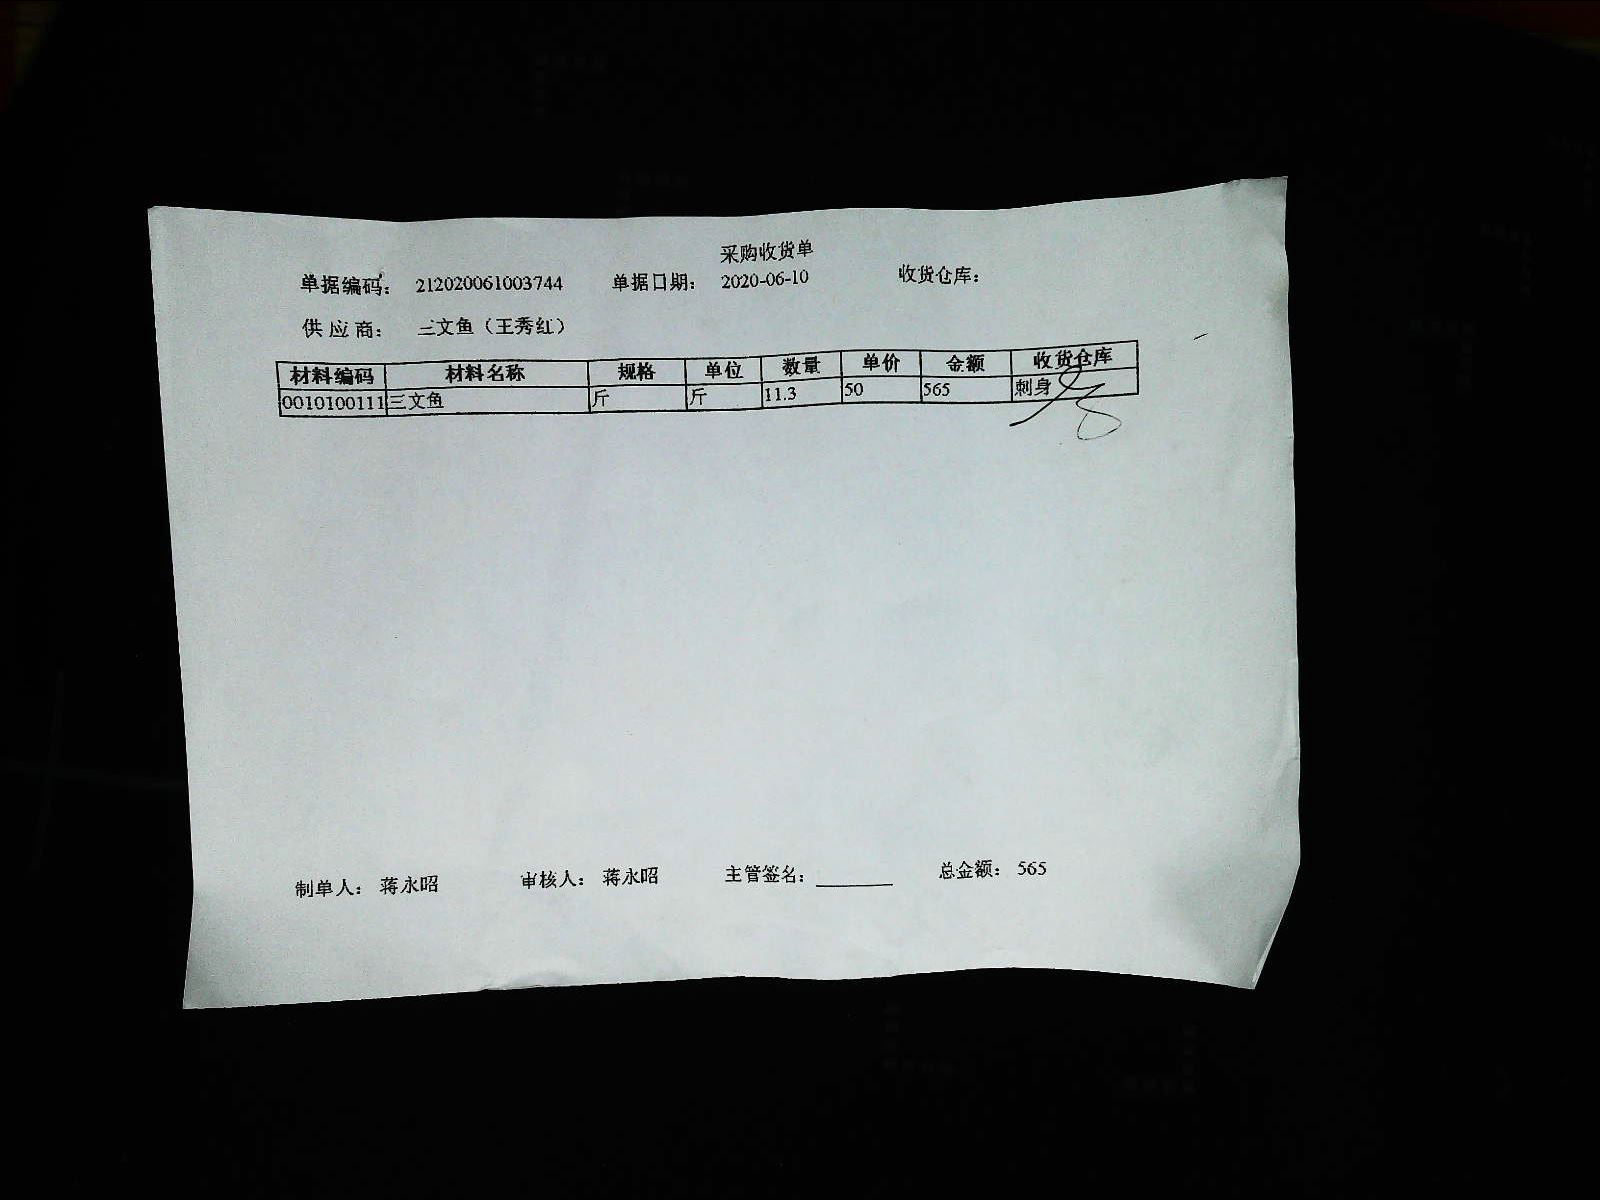 采购收货单
单据编码： 212020061003744 单据日期： 2020-06-10 收货仓库：
供应商： 三文鱼（王秀红）
材料编码 材料名称 规格 单位 数量 单价 金额 收货仓库
0010100111 三文鱼 斤 斤 11.3 50 565 刺身
制单人： 蒋永昭 审核人： 蒋永昭 主管签名： 总金额： 565